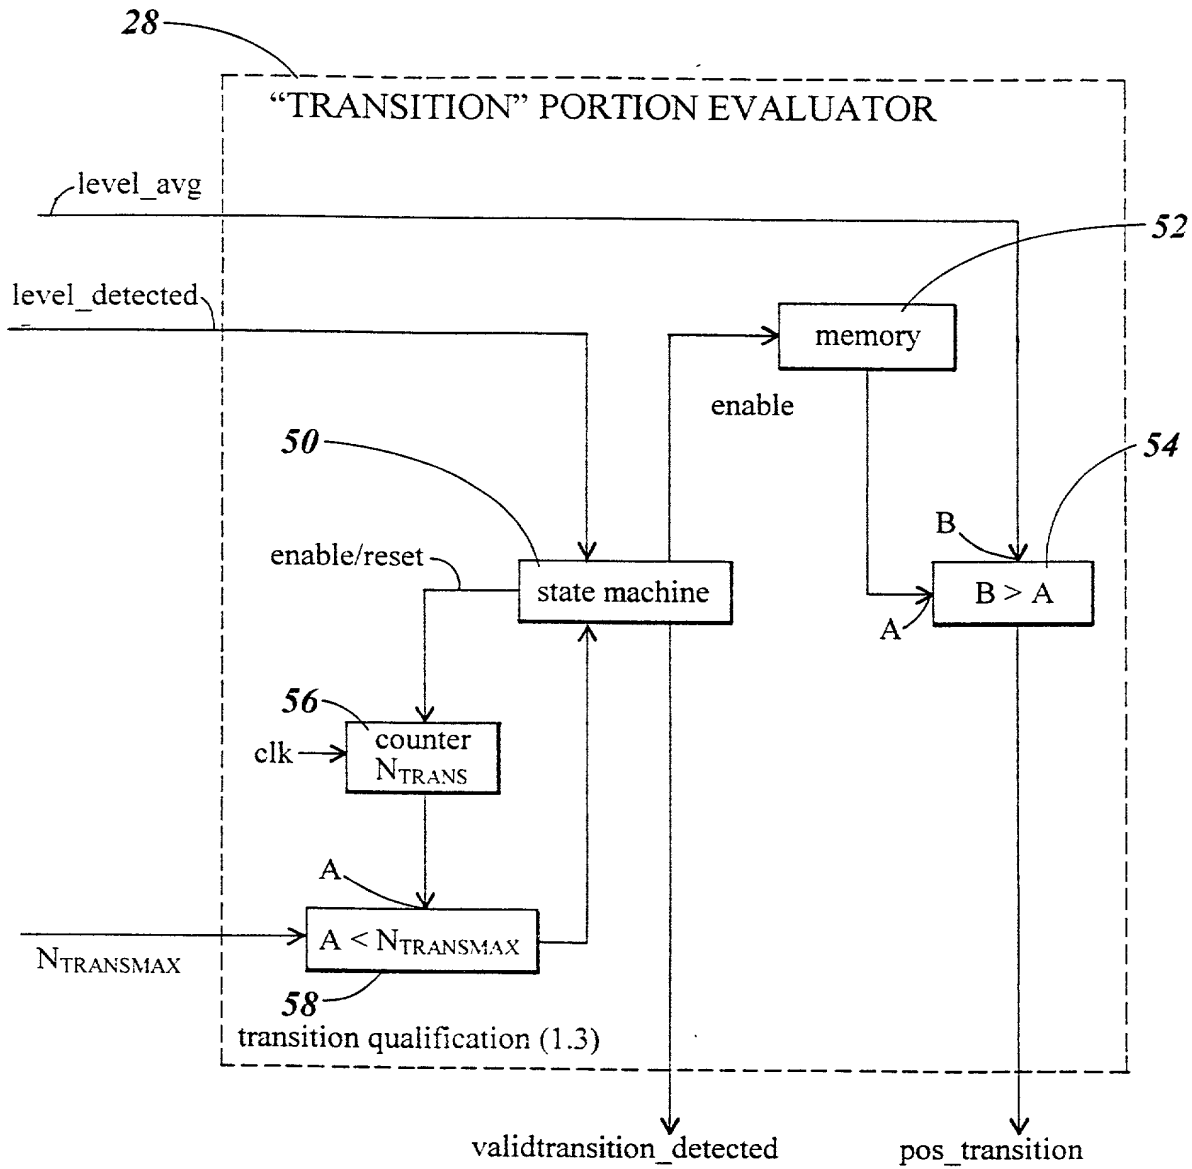 28
“TRANSITION” PORTION EVALUATOR
level_avg
52
level_detected
memory
enable
50
54
B
enable/reset
state machine
B > A
A
56
counter
clk
NTRANS
A
A < NTRANSMAX
NTRANSMAX
58
transition qualification (1.3)
validtransition_detected
pos_transition